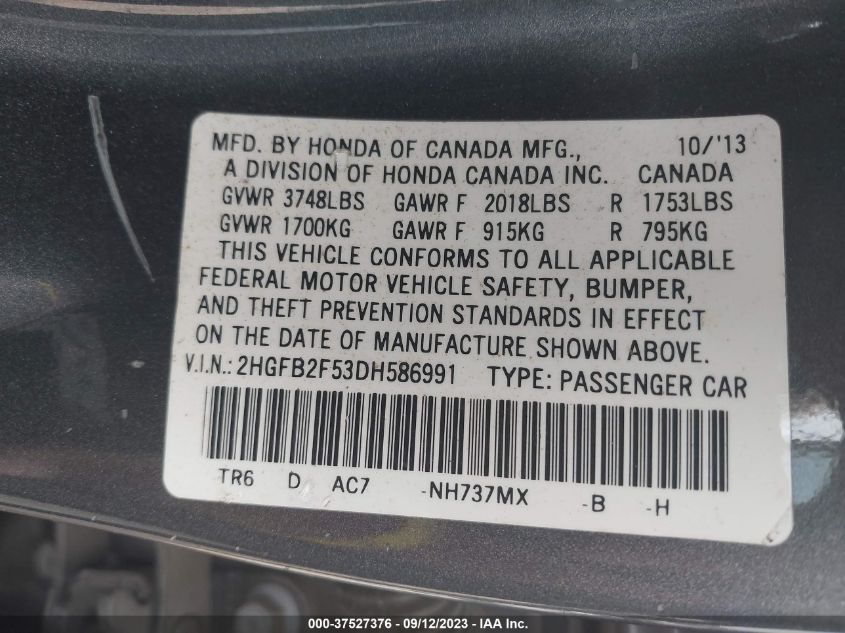 MFD. BY HONDA OF CANADA MFG., 10/'13
A DIVISION OF HONDA CANADA INC. CANADA
GVWR 3748LBS GAWR F 2018LBS R 1753LBS
GVWR 1700KG GAWR F 915KG R 795KG
THIS VEHICLE CONFORMS TO ALL APPLICABLE
FEDERAL MOTOR VEHICLE SAFETY, BUMPER,
AND THEFT PREVENTION STANDARDS IN EFFECT
ON THE DATE OF MANUFACTURE SHOWN ABOVE.
V.I.N.: 2HGFB2F53DH586991 TYPE: PASSENGER CAR
TR6 D AC7 -NH737MX -B -H
000-37527376 - 09/12/2023 - IAA Inc.